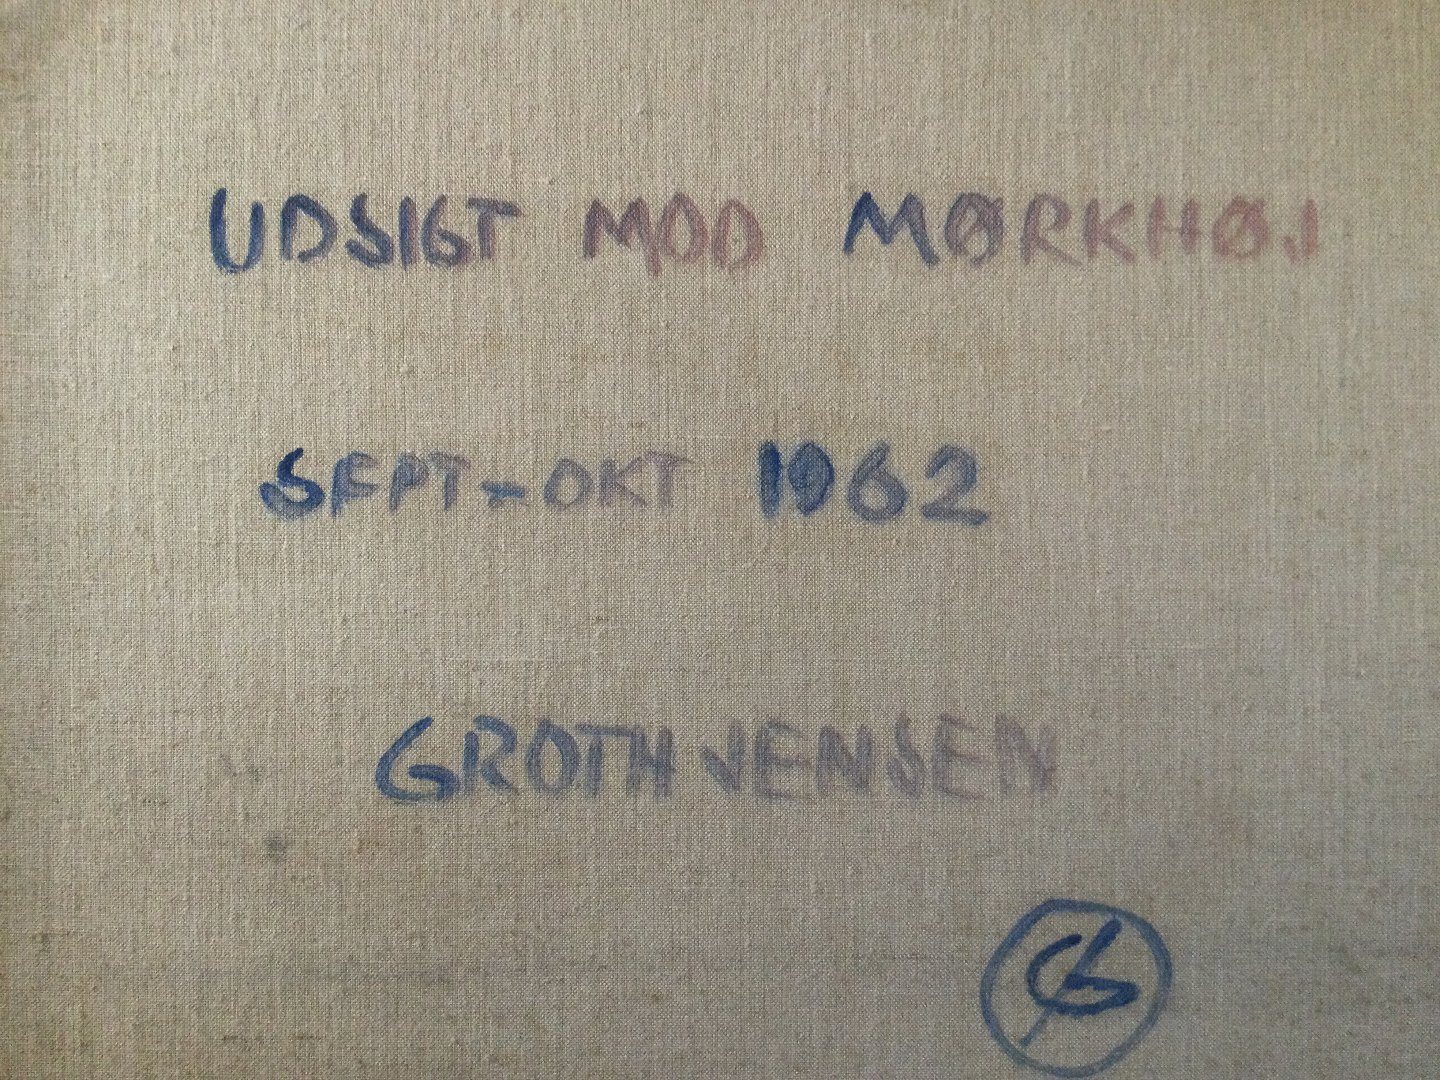 UDSIGT MOD MØRKHØJ
SEPT-OKT 1962
GROTH JENSEN